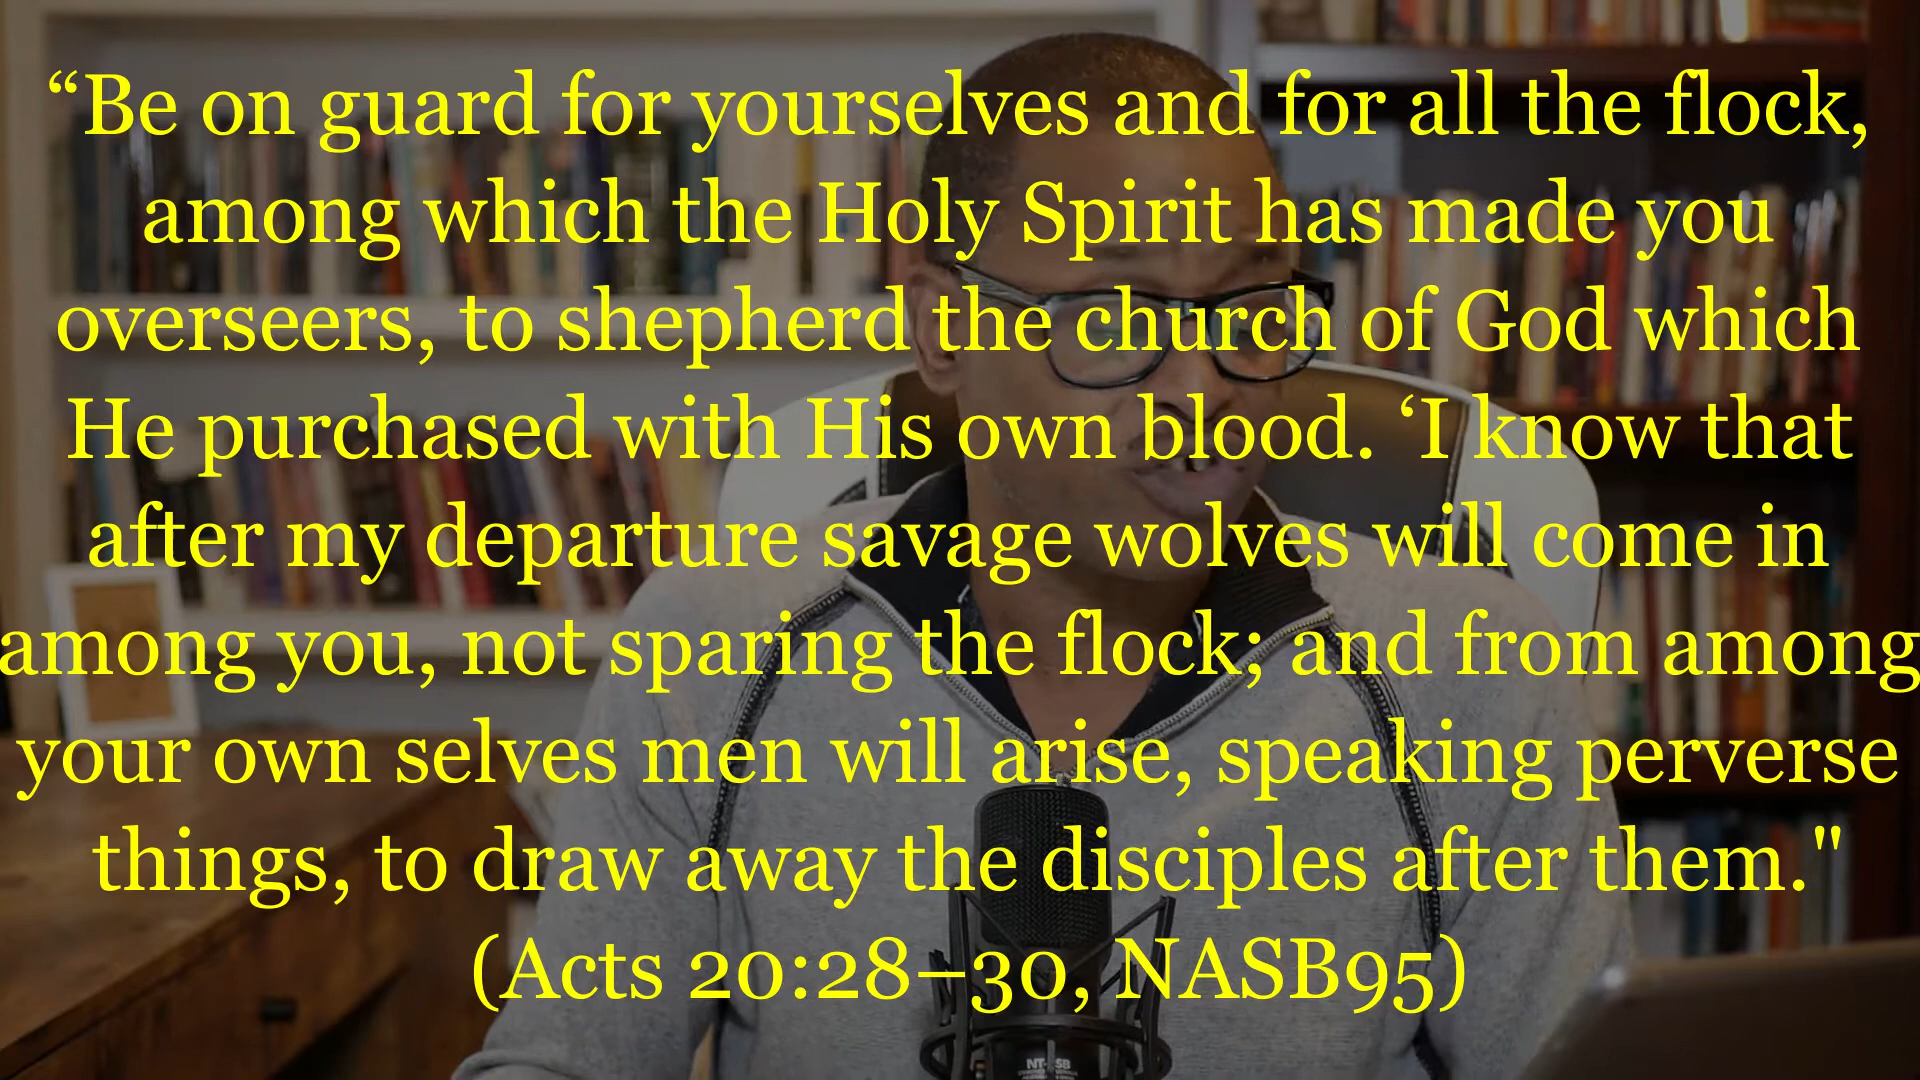 “Be on guard for yourselves and for all the flock,
among which the Holy Spirit has made you
overseers, to shepherd the church of God which
He purchased with His own blood. ‘I know that
after my departure savage wolves will come in
among you, not sparing the flock; and from among
your own selves men will arise, speaking perverse
things, to draw away the disciples after them."
(Acts 20:28–30, NASB95)